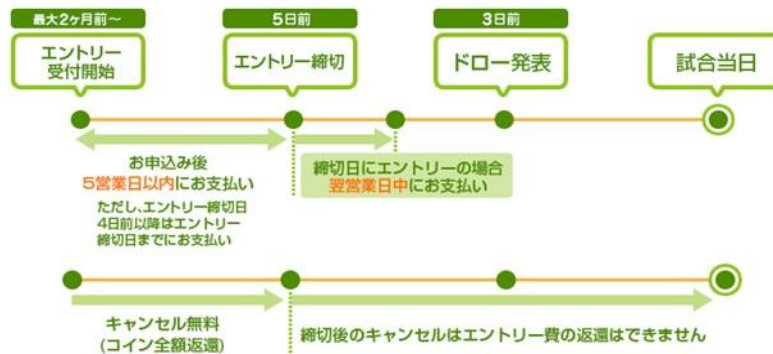 最大2ヶ月前～
5日前
3日前
エントリー
受付開始
エントリー締切
ドロー発表
試合当日
お申込み後
5営業日以内にお支払い
ただし、エントリー締切日
4日前以降はエントリー
締切日までにお支払い
締切日にエントリーの場合
翌営業日中にお支払い
キャンセル無料
(コイン全額返還)
締切後のキャンセルはエントリー費の返還はできません